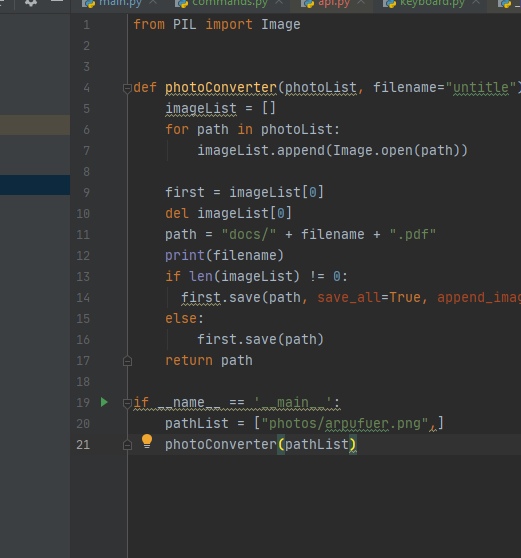 main.py commands.py api.py keyboard.py
1 from PIL import Image
2
3
4 def photoConverter(photoList, filename="untitle")
5 imageList = []
6 for path in photoList:
7 imageList.append(Image.open(path))
8
9 first = imageList[0]
10 del imageList[0]
11 path = "docs/" + filename + ".pdf"
12 print(filename)
13 if len(imageList) != 0:
14 first.save(path, save_all=True, append_imag
15 else:
16 first.save(path)
17 return path
18
19 if __name__ == '__main__':
20 pathList = ["photos/arpufuer.png",]
21 photoConverter(pathList)